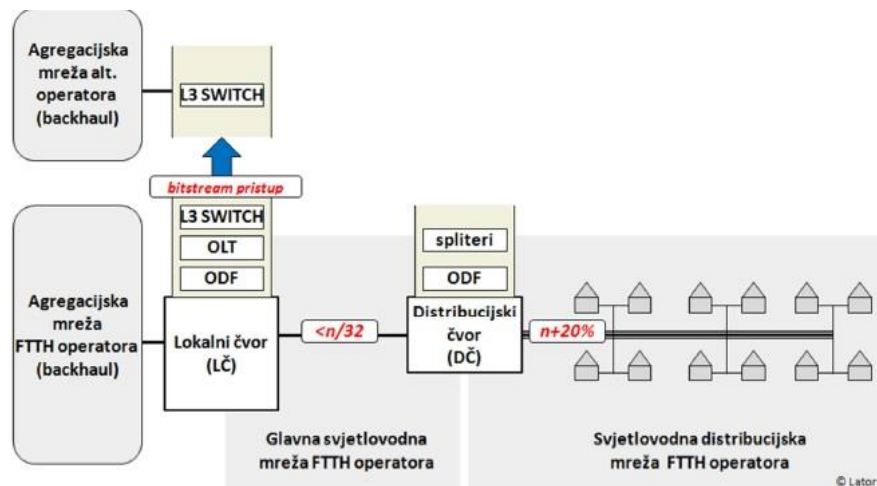 Agregacijska
mreža alt.
operatora
(backhaul)
L3 SWITCH
bitstream pristup
L3 SWITCH
OLT
ODF
Agregacijska
mreža
FTTH operatora
(backhaul)
Lokalni čvor
(LČ)
<n/32
spliteri
ODF
Distribucijski
čvor
(DČ)
n+20%
Glavna svjetlovodna
mreža FTTH operatora
Svjetlovodna distribucijska
mreža FTTH operatora
© Lator